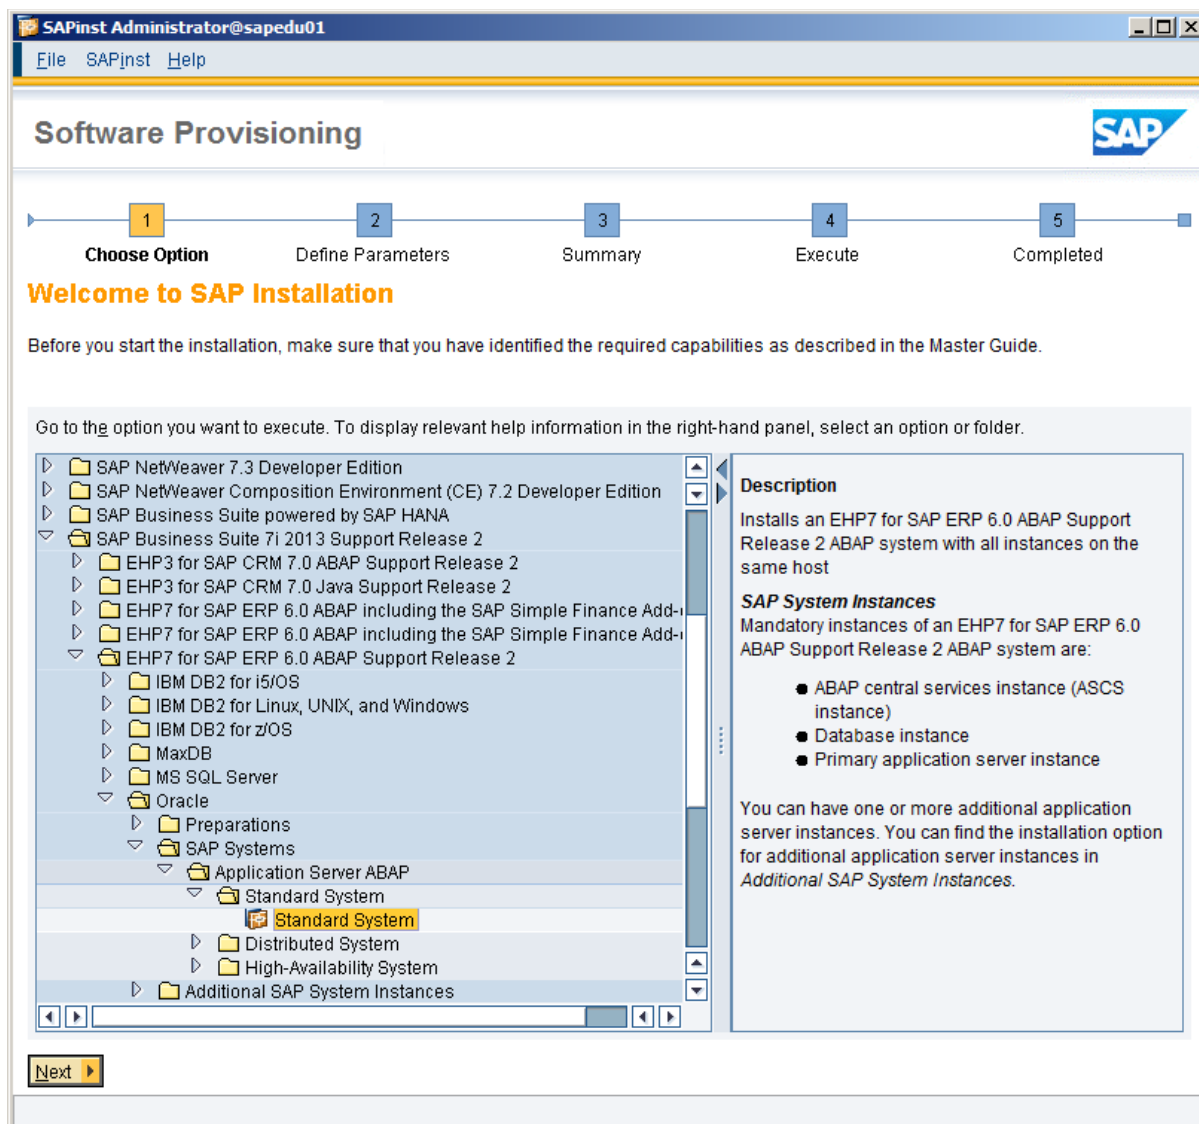 SAPinst Administrator@sapedu01
File SAPinst Help
Software Provisioning
SAP
1 2 3 4 5
Choose Option Define Parameters Summary Execute Completed
Welcome to SAP Installation
Before you start the installation, make sure that you have identified the required capabilities as described in the Master Guide.
Go to the option you want to execute. To display relevant help information in the right-hand panel, select an option or folder.
SAP NetWeaver 7.3 Developer Edition
SAP NetWeaver Composition Environment (CE) 7.2 Developer Edition
SAP Business Suite powered by SAP HANA
SAP Business Suite 7i 2013 Support Release 2
EHP3 for SAP CRM 7.0 ABAP Support Release 2
EHP3 for SAP CRM 7.0 Java Support Release 2
EHP7 for SAP ERP 6.0 ABAP including the SAP Simple Finance Add-
EHP7 for SAP ERP 6.0 ABAP including the SAP Simple Finance Add-
EHP7 for SAP ERP 6.0 ABAP Support Release 2
IBM DB2 for i5/OS
IBM DB2 for Linux, UNIX, and Windows
IBM DB2 for z/OS
MaxDB
MS SQL Server
Oracle
Preparations
SAP Systems
Application Server ABAP
Standard System
Standard System
Distributed System
High-Availability System
Additional SAP System Instances
Description
Installs an EHP7 for SAP ERP 6.0 ABAP Support
Release 2 ABAP system with all instances on the
same host
SAP System Instances
Mandatory instances of an EHP7 for SAP ERP 6.0
ABAP Support Release 2 ABAP system are:
ABAP central services instance (ASCS
instance)
Database instance
Primary application server instance
You can have one or more additional application
server instances. You can find the installation option
for additional application server instances in
Additional SAP System Instances.
Next